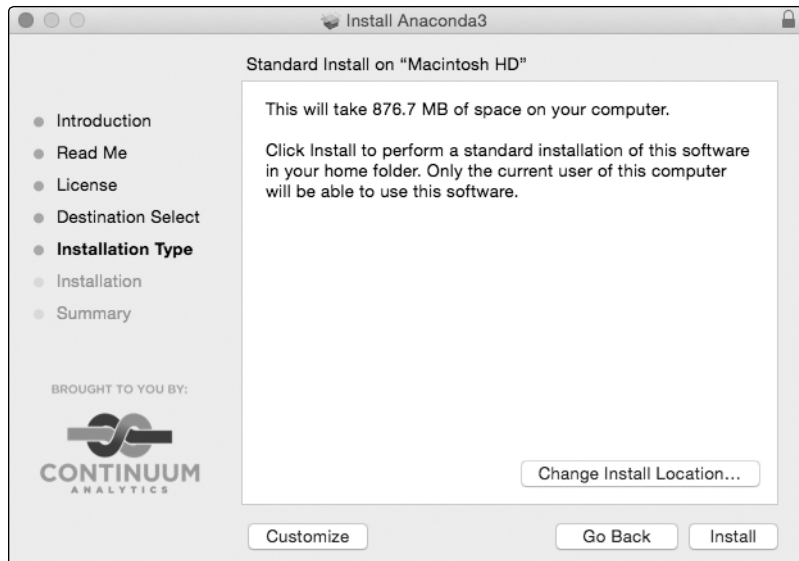 Install Anaconda3
Standard Install on “Macintosh HD”
Introduction
Read Me
License
Destination Select
Installation Type
Installation
Summary
This will take 876.7 MB of space on your computer.
Click Install to perform a standard installation of this software
in your home folder. Only the current user of this computer
will be able to use this software.
BROUGHT TO YOU BY:
CONTINUUM
ANALYTICS
Change Install Location...
Customize
Go Back
Install